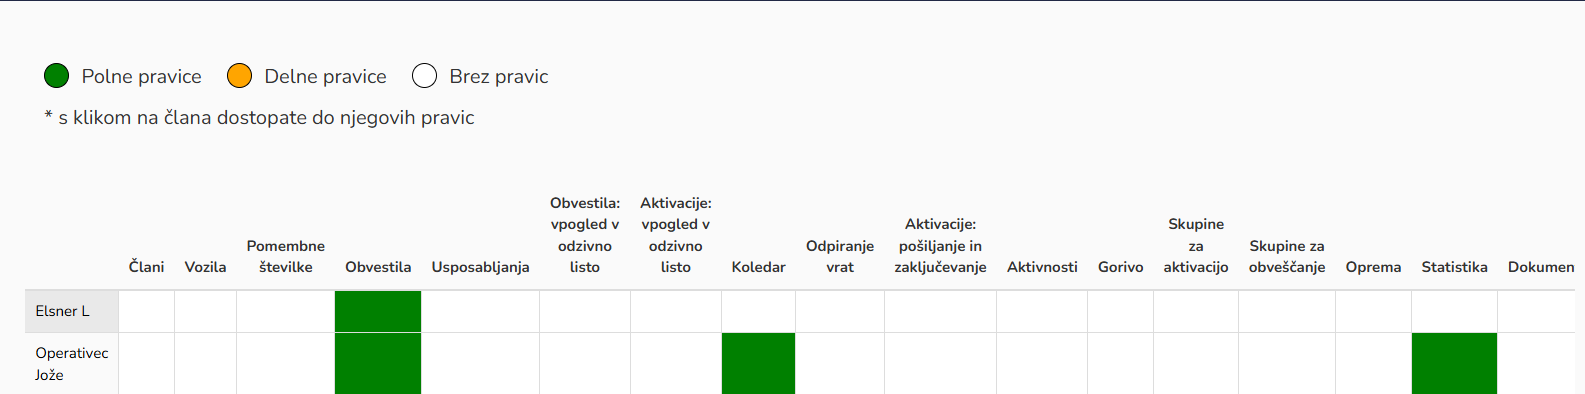 Polne pravice Delne pravice Brez pravic
* s klikom na člana dostopate do njegovih pravic
Člani
Vozila
Pomembne
številke
Obvestila
Usposabljanja
Obvestila:
vpogled v
odzivno
listo
Aktivacije:
vpogled v
odzivno
listo
Koledar
Odpiranje
vrat
Aktivacije:
pošiljanje in
zaključevanje
Aktivnosti
Gorivo
Skupine
za
aktivacijo
Skupine za
obveščanje
Oprema
Statistika
Dokumen
Elsner L
Operativec
Jože